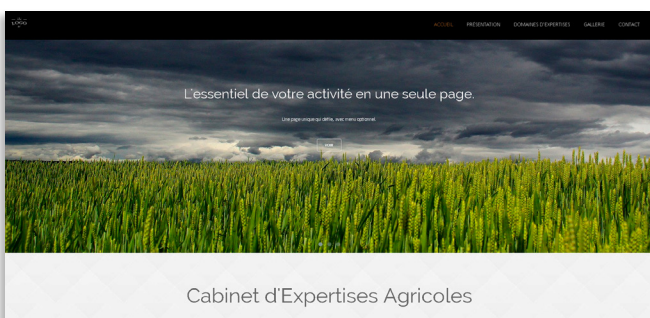 LOGO
ACCUEIL PRÉSENTATION DOMAINES D'EXPERTISES GALLERIE CONTACT
L'essentiel de votre activité en une seule page.
Une page unique qui défile, avec menu optionnel.
Cabinet d'Expertises Agricoles